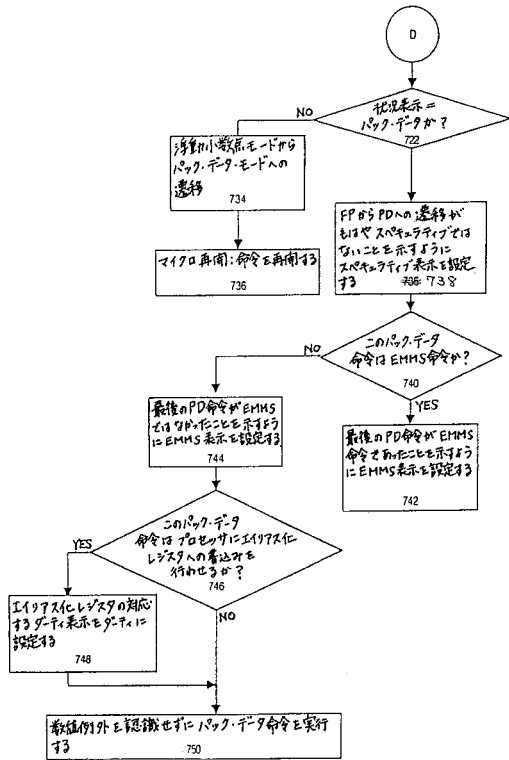 D
状況表示=
パック・データか?
722
NO
浮動小数点モードから
パック・データ・モードへの
遷移
734
マイクロ再開:命令を再開する
736
FPからPDへの遷移が
もはやスペキュラティブでは
ないことを示すように
スペキュラティブ表示を設定
する 736 738
このパック・データ
命令はEMMS命令か?
740
NO
YES
最後のPD命令がEMMS
ではなかったことを示すよう
にEMMS表示を設定する
744
最後のPD命令がEMMS
命令であったことを示すよう
にEMMS表示を設定する
742
このパック・データ
命令はプロセッサにエイリアス化
レジスタへの書込みを
行わせるか?
746
YES
NO
エイリアス化レジスタの対応
するダーティ表示をダーティに
設定する
748
数値例外を認識せずにパック・データ命令を実行
する
750